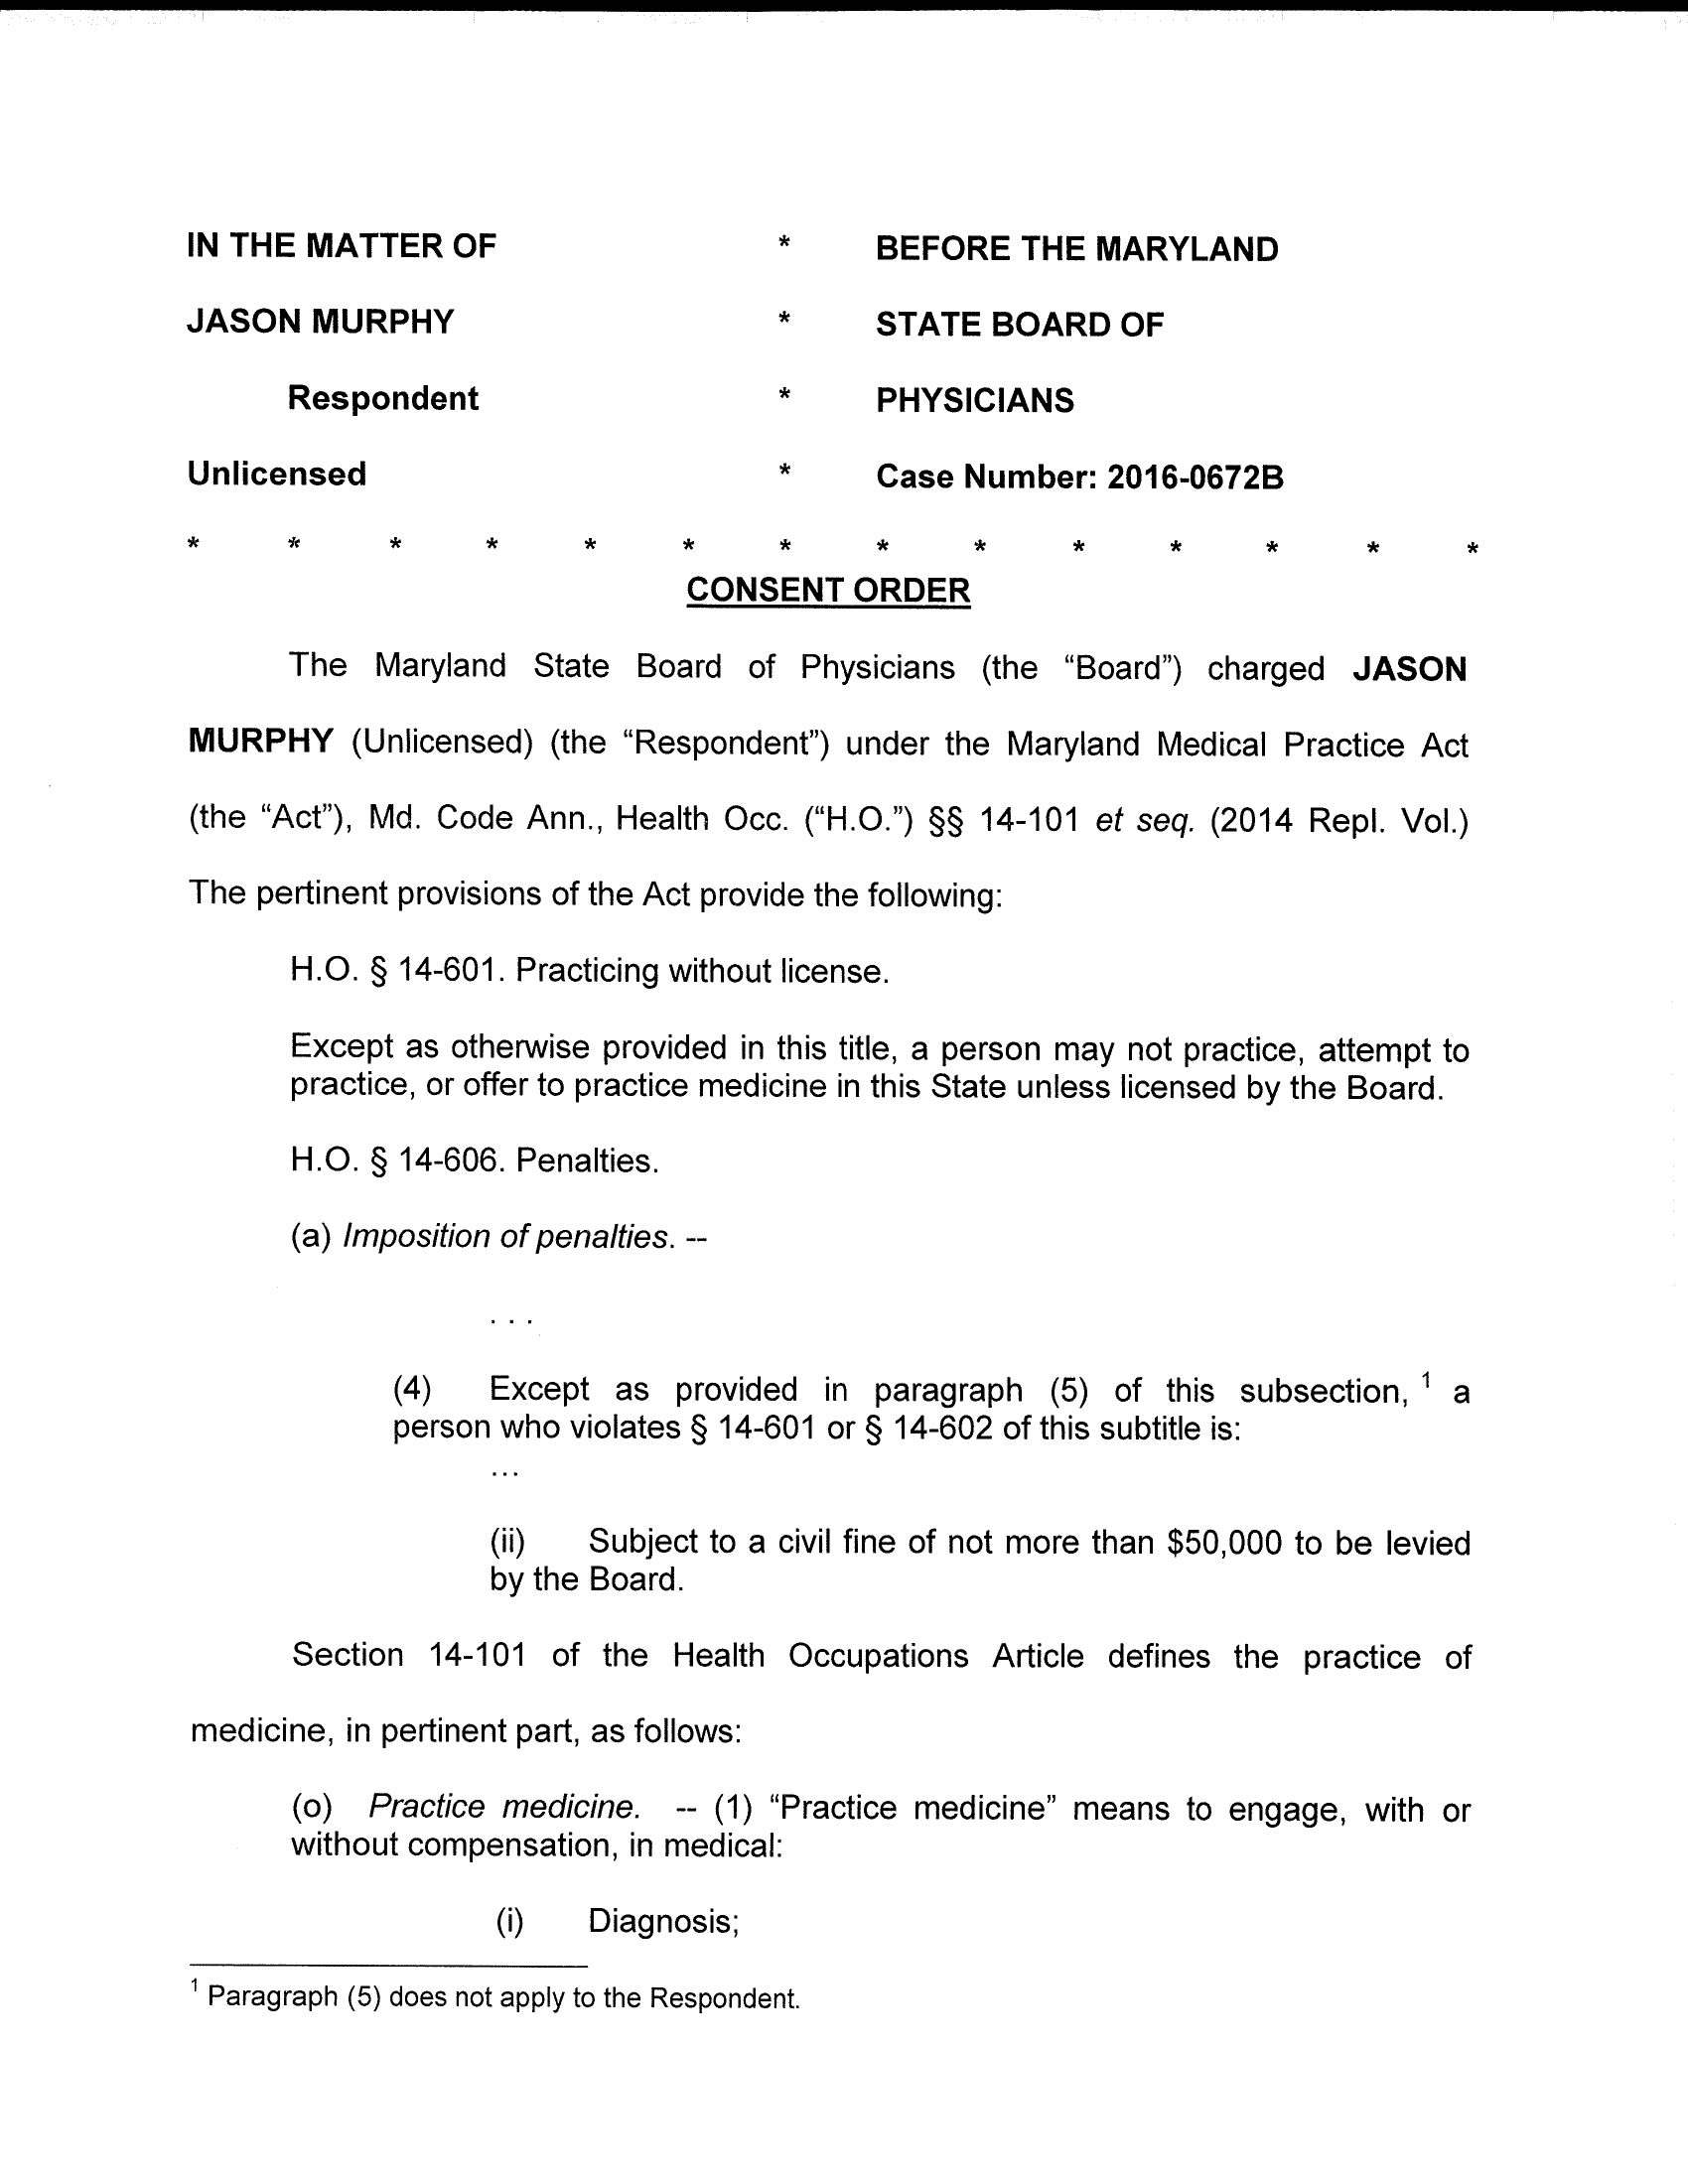 IN THE MATTER OF * BEFORE THE MARYLAND
JASON MURPHY * STATE BOARD OF
Respondent * PHYSICIANS
Unlicensed * Case Number: 2016-0672B
* * * * * * * * * * * * * *
CONSENT ORDER
The Maryland State Board of Physicians (the “Board”) charged JASON
MURPHY (Unlicensed) (the “Respondent”) under the Maryland Medical Practice Act
(the “Act”), Md. Code Ann., Health Occ. (“H.O.”) §§ 14-101 et seq. (2014 Repl. Vol.)
The pertinent provisions of the Act provide the following:
H.O. § 14-601. Practicing without license.
Except as otherwise provided in this title, a person may not practice, attempt to
practice, or offer to practice medicine in this State unless licensed by the Board.
H.O. § 14-606. Penalties.
(a) Imposition of penalties. --
. . .
(4) Except as provided in paragraph (5) of this subsection, 1 a
person who violates § 14-601 or § 14-602 of this subtitle is:
...
(ii) Subject to a civil fine of not more than $50,000 to be levied
by the Board.
Section 14-101 of the Health Occupations Article defines the practice of
medicine, in pertinent part, as follows:
(o) Practice medicine. -- (1) “Practice medicine” means to engage, with or
without compensation, in medical:
(i) Diagnosis;
1 Paragraph (5) does not apply to the Respondent.